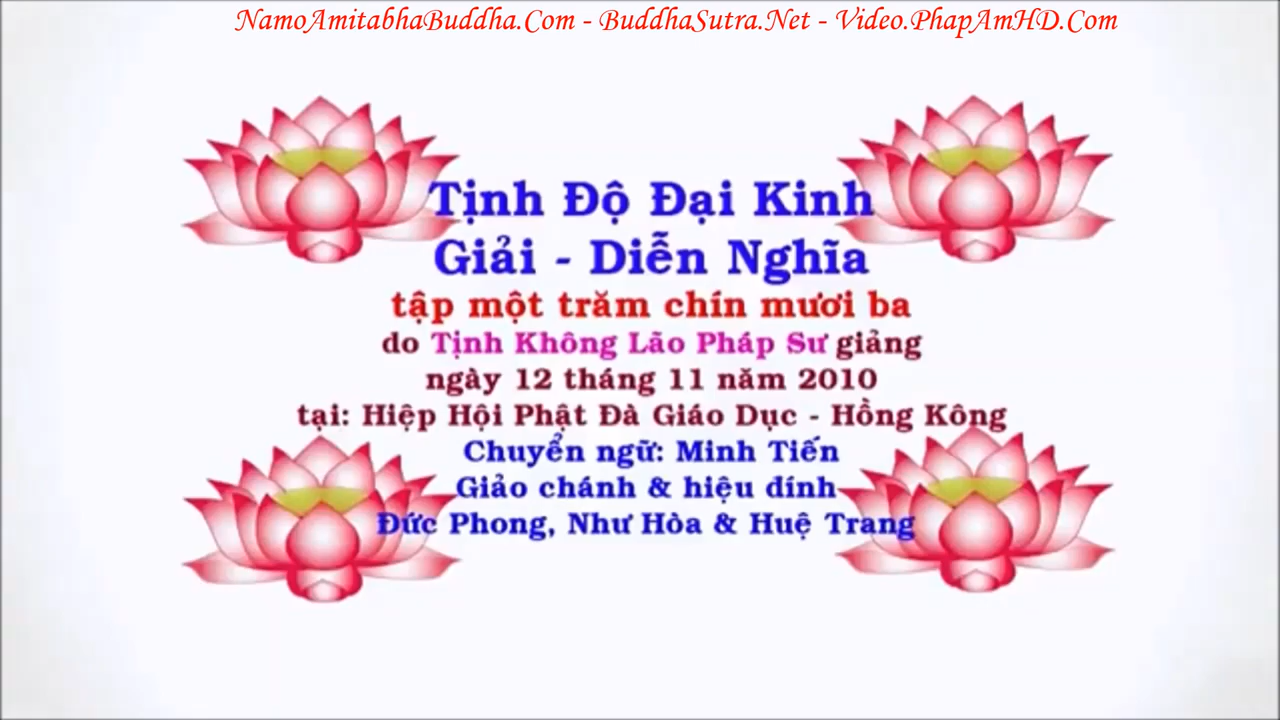 NamoAmitabhaBuddha.Com - BuddhaSutra.Net - Video.PhapAmHD.Com
Tịnh Độ Đại Kinh
Giải - Diễn Nghĩa
tập một trăm chín mươi ba
do Tịnh Không Lão Pháp Sư giảng
ngày 12 tháng 11 năm 2010
tại: Hiệp Hội Phật Đà Giáo Dục - Hồng Kông
Chuyển ngữ: Minh Tiến
Giảo chánh & hiệu dính
Đức Phong, Như Hòa & Huệ Trang